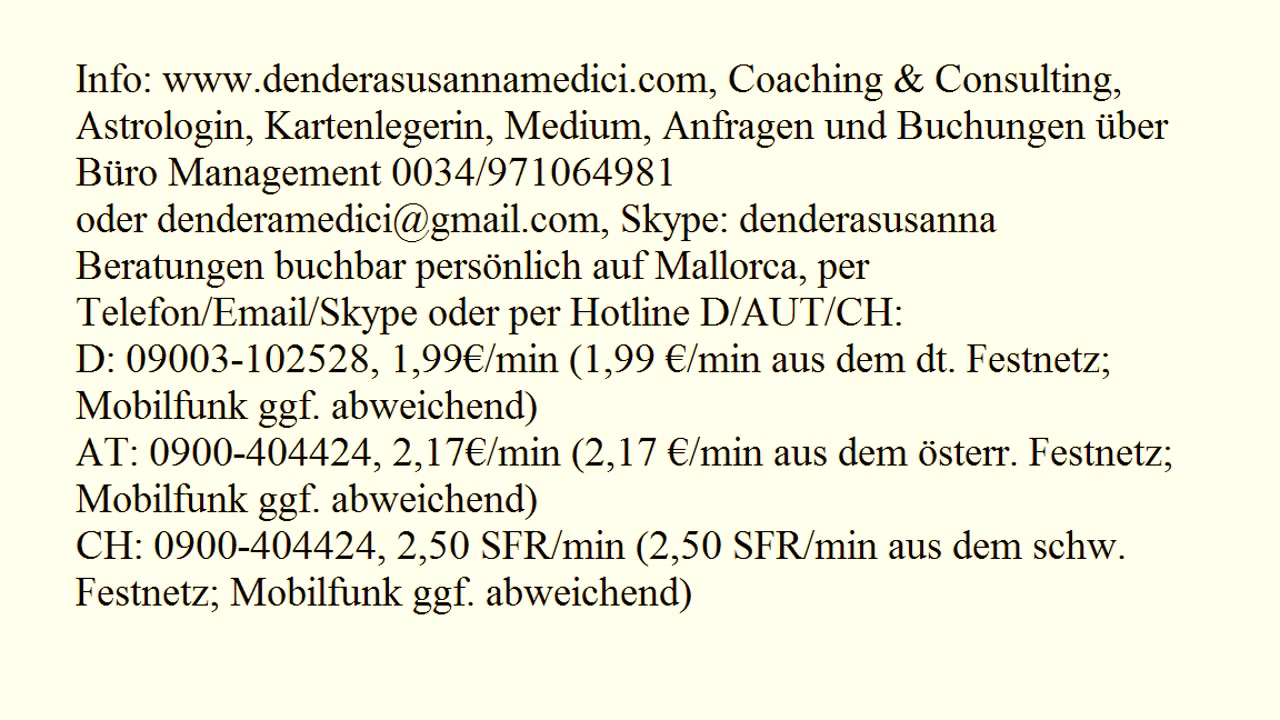 Info: www.denderasusannamedici.com, Coaching & Consulting,
Astrologin, Kartenlegerin, Medium, Anfragen und Buchungen über
Büro Management 0034/971064981
oder denderamedici@gmail.com, Skype: denderasusanna
Beratungen buchbar persönlich auf Mallorca, per
Telefon/Email/Skype oder per Hotline D/AUT/CH:
D: 09003-102528, 1,99€/min (1,99 €/min aus dem dt. Festnetz;
Mobilfunk ggf. abweichend)
AT: 0900-404424, 2,17€/min (2,17 €/min aus dem österr. Festnetz;
Mobilfunk ggf. abweichend)
CH: 0900-404424, 2,50 SFR/min (2,50 SFR/min aus dem schw.
Festnetz; Mobilfunk ggf. abweichend)